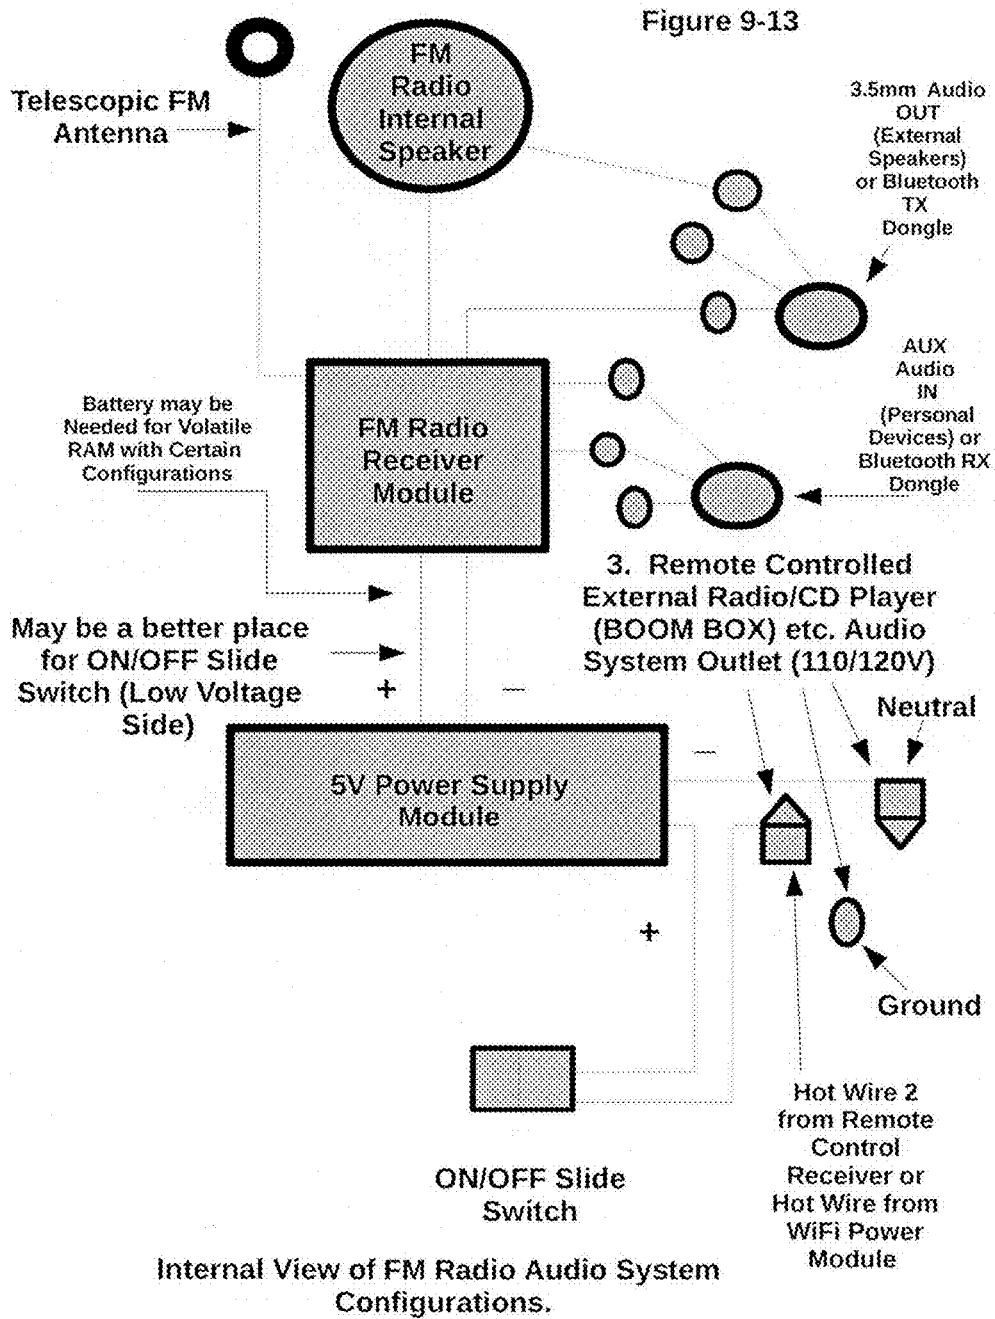 Figure 9-13
FM
Radio
Internal
Speaker
Telescopic FM
Antenna
3.5mm Audio
OUT
(External
Speakers)
or Bluetooth
TX
Dongle
AUX
Audio
IN
(Personal
Devices) or
Bluetooth RX
Dongle
Battery may be
Needed for Volatile
RAM with Certain
Configurations
FM Radio
Receiver
Module
3. Remote Controlled
External Radio/CD Player
(BOOM BOX) etc. Audio
System Outlet (110/120V)
May be a better place
for ON/OFF Slide
Switch (Low Voltage
Side)
+
—
Neutral
—
5V Power Supply
Module
+
Ground
Hot Wire 2
from Remote
Control
Receiver or
Hot Wire from
WiFi Power
Module
ON/OFF Slide
Switch
Internal View of FM Radio Audio System
Configurations.